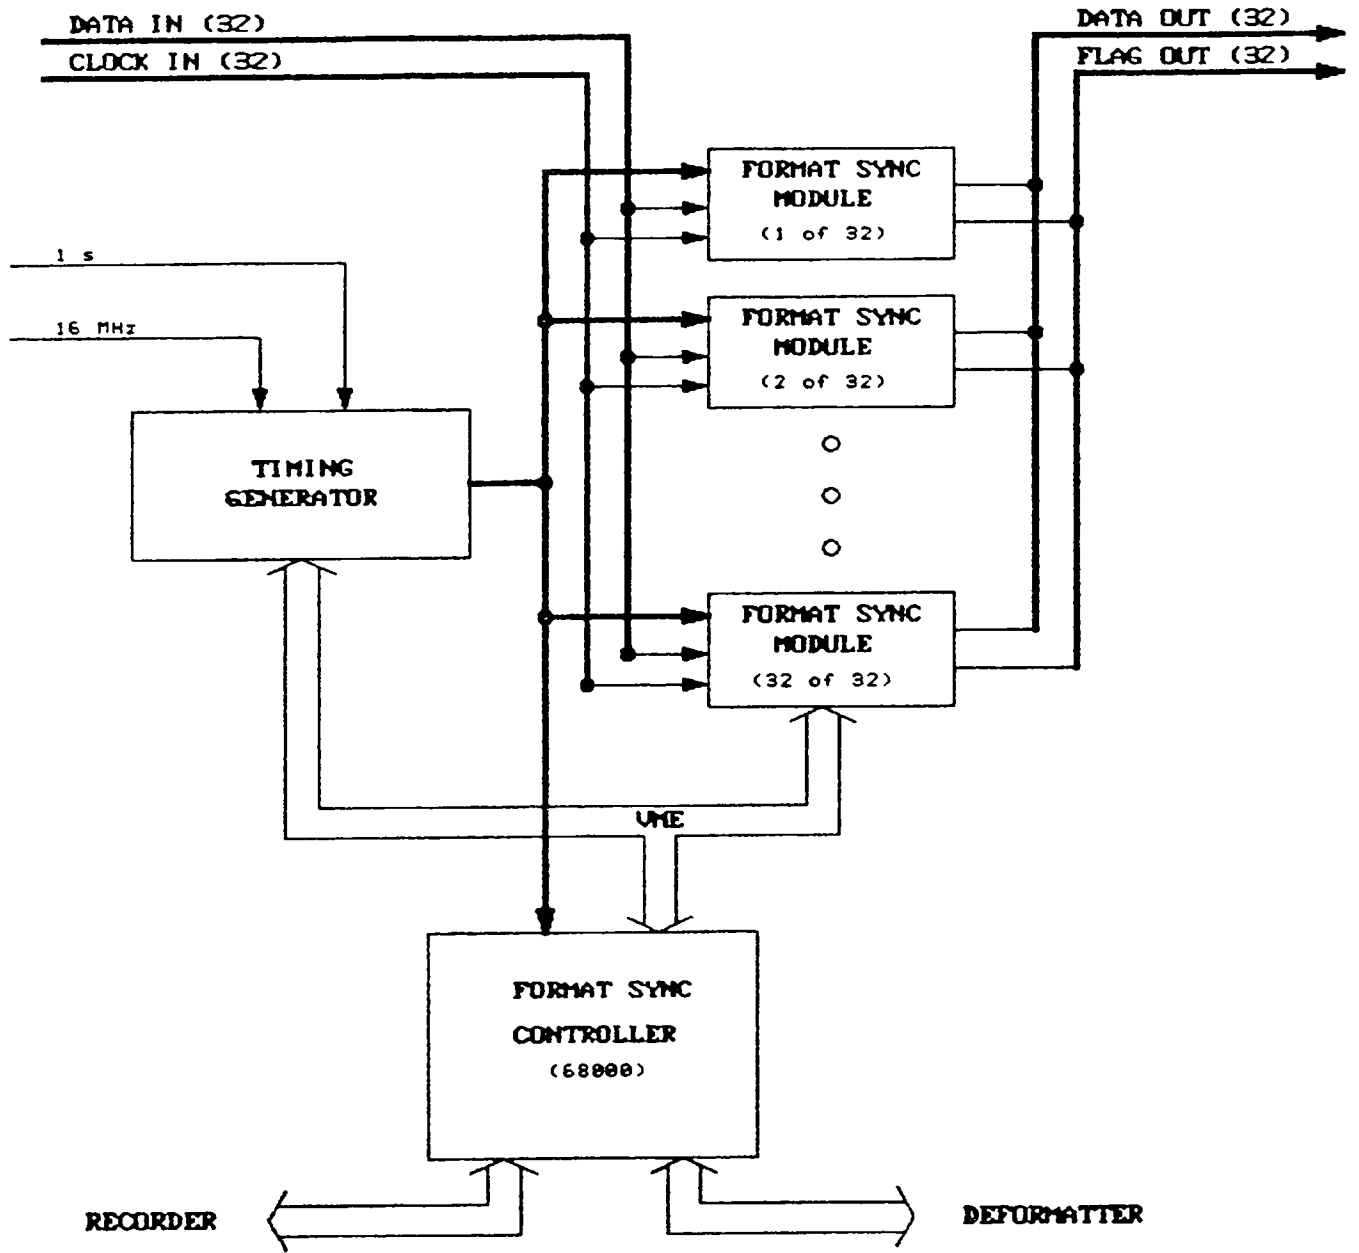 DATA IN (32)
CLOCK IN (32)
DATA OUT (32)
FLAG OUT (32)
FORMAT SYNC
MODULE
(1 of 32)
1 s
16 MHz
FORMAT SYNC
MODULE
(2 of 32)
TIMING
GENERATOR
FORMAT SYNC
MODULE
(32 of 32)
VME
FORMAT SYNC
CONTROLLER
(68000)
RECORDER
DEFORMATTER